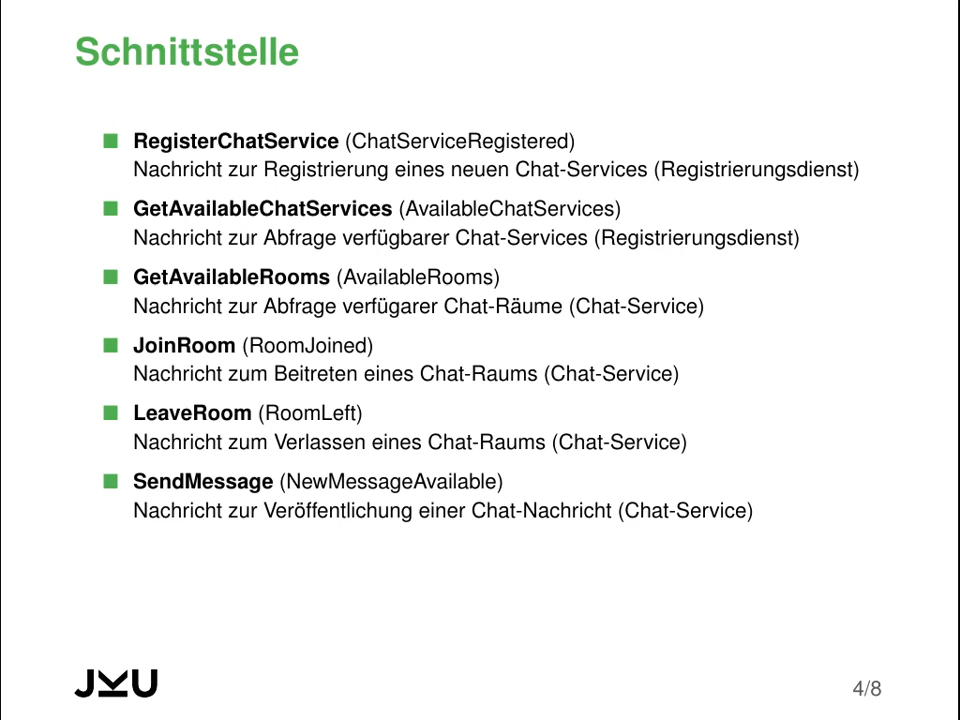 Schnittstelle
RegisterChatService (ChatServiceRegistered)
Nachricht zur Registrierung eines neuen Chat-Services (Registrierungsdienst)
GetAvailableChatServices (AvailableChatServices)
Nachricht zur Abfrage verfügbarer Chat-Services (Registrierungsdienst)
GetAvailableRooms (AvailableRooms)
Nachricht zur Abfrage verfügarer Chat-Räume (Chat-Service)
JoinRoom (RoomJoined)
Nachricht zum Beitreten eines Chat-Raums (Chat-Service)
LeaveRoom (RoomLeft)
Nachricht zum Verlassen eines Chat-Raums (Chat-Service)
SendMessage (NewMessageAvailable)
Nachricht zur Veröffentlichung einer Chat-Nachricht (Chat-Service)
JKU
4/8